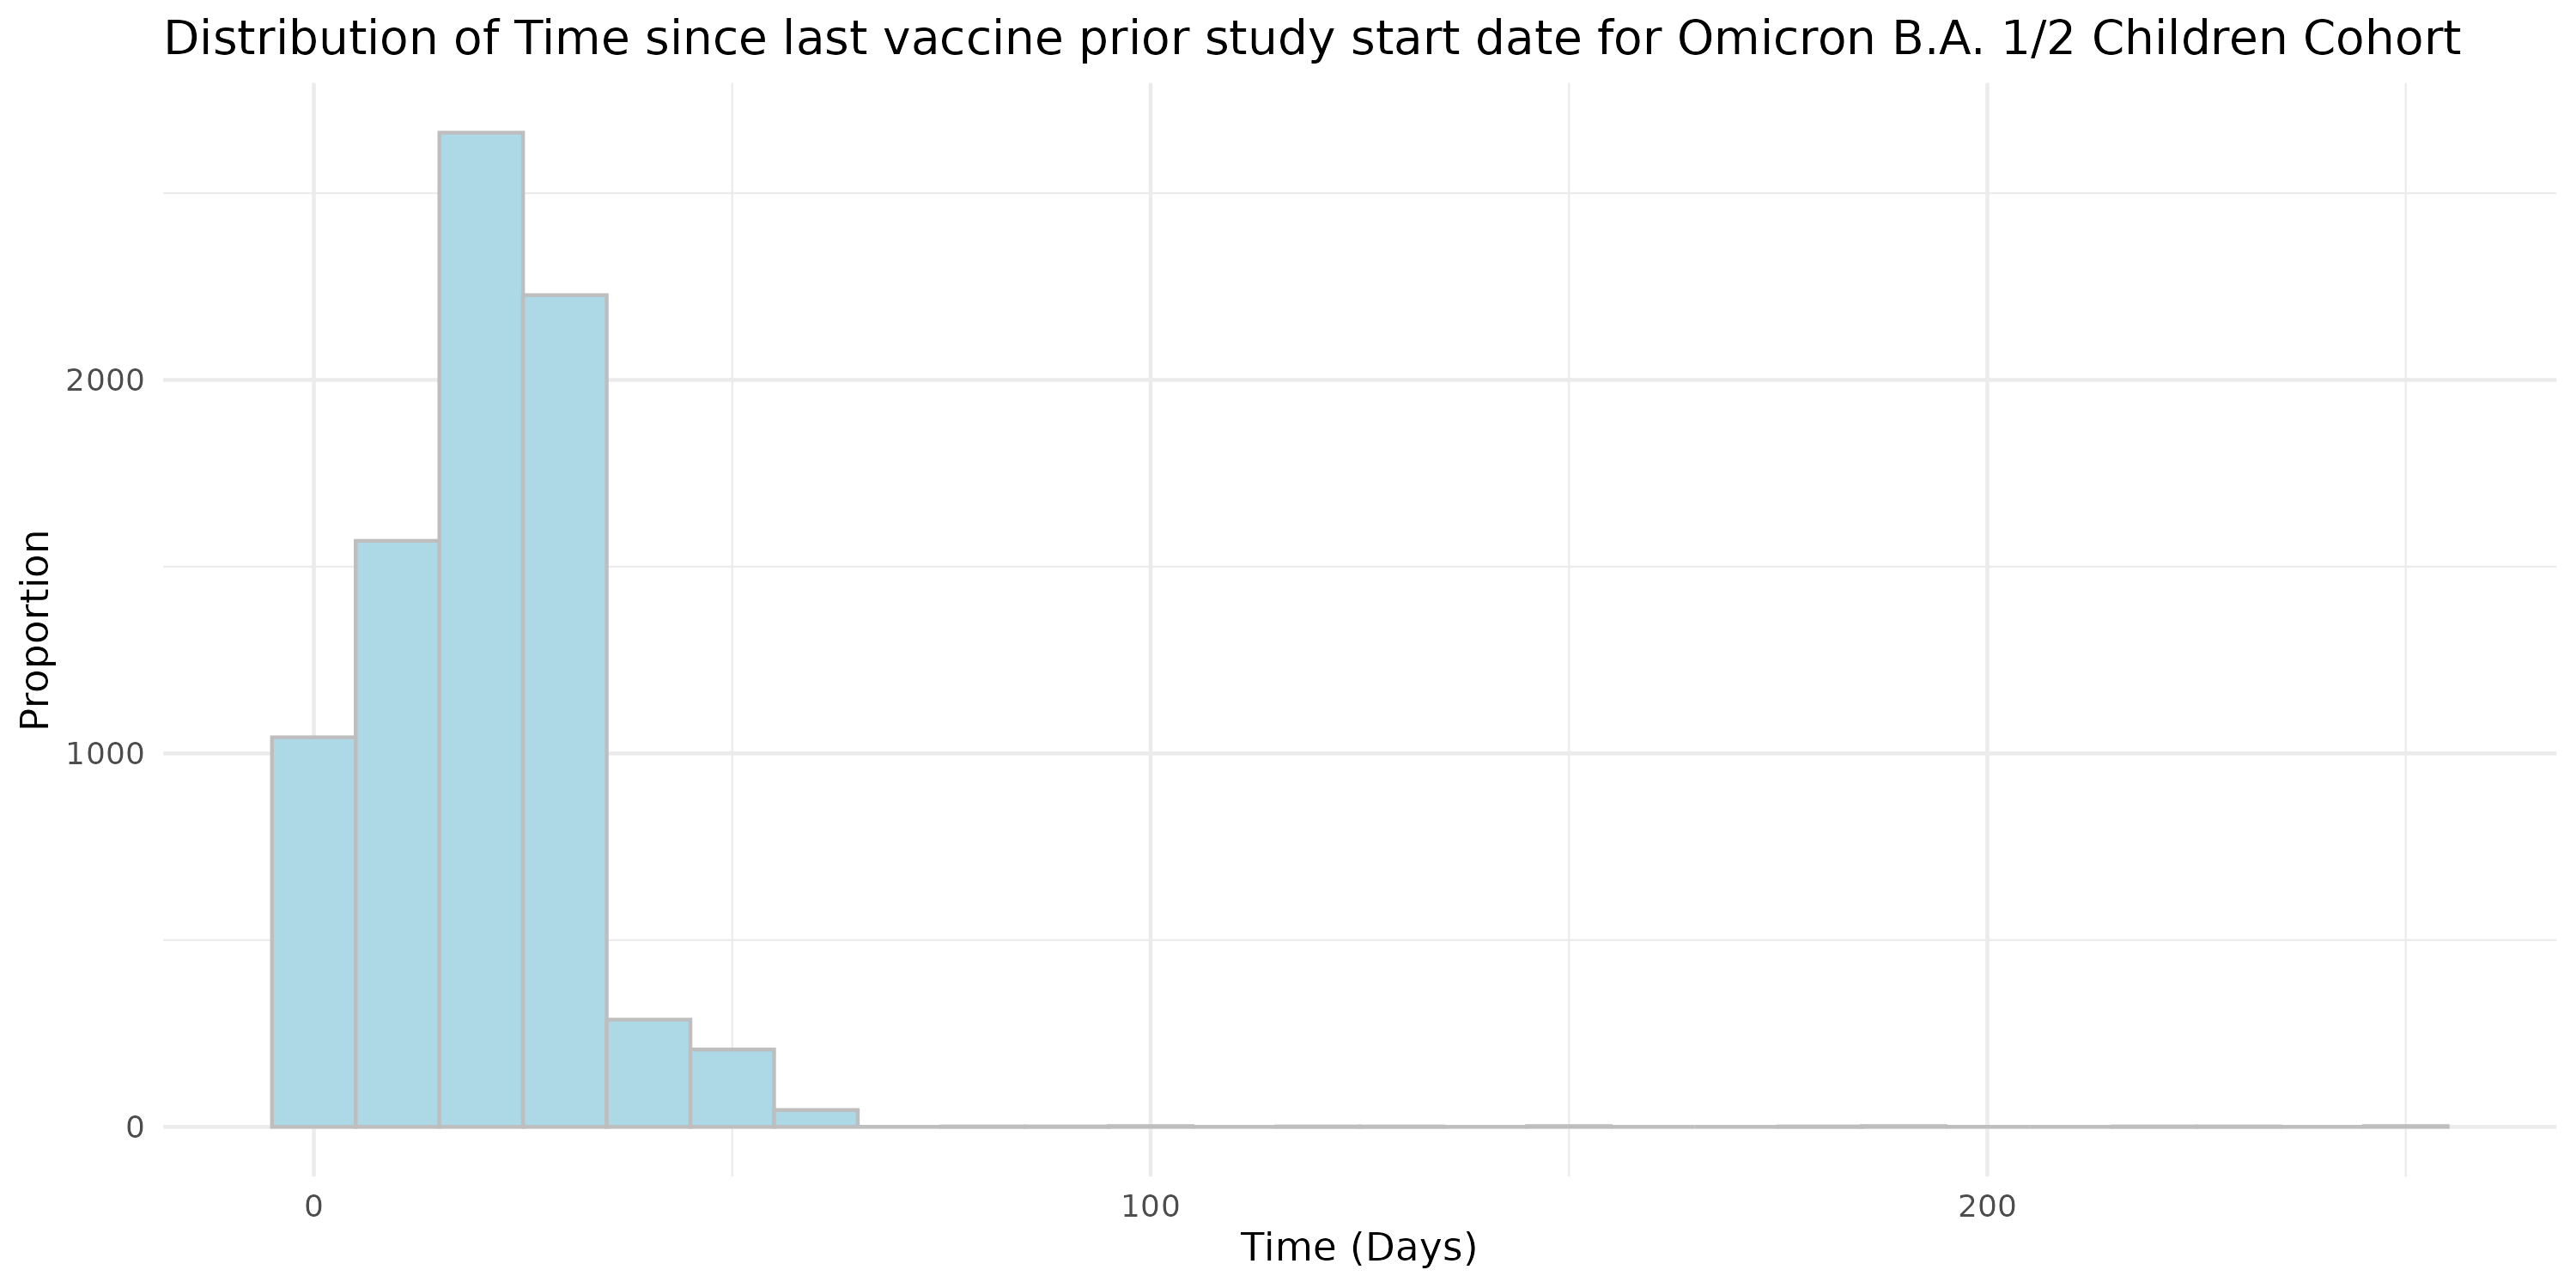 Distribution of Time since last vaccine prior study start date for Omicron B.A. 1/2 Children Cohort
Proportion
2000
1000
0
0 100 200
Time (Days)